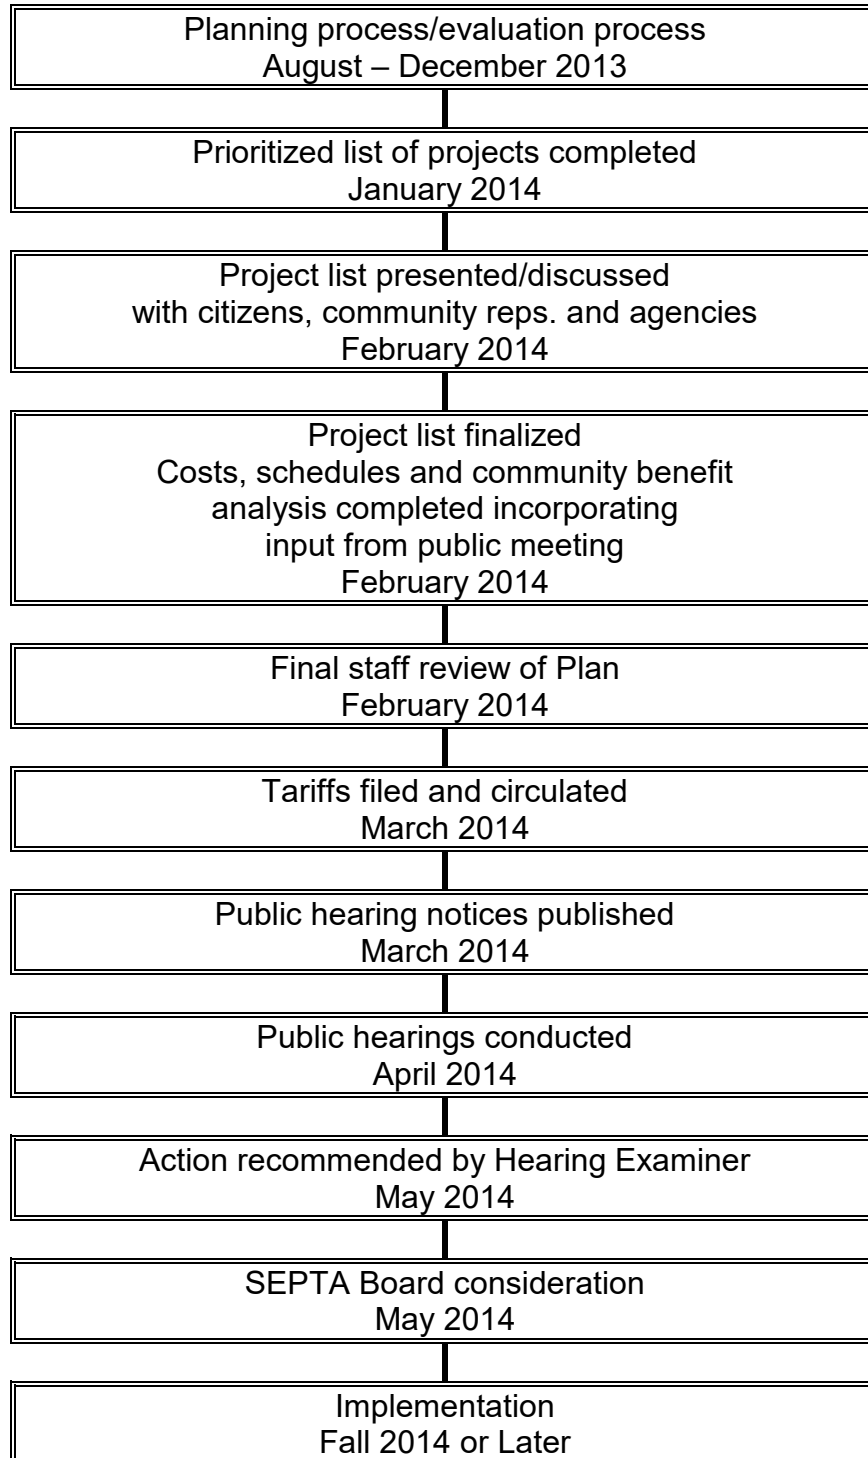 Planning process/evaluation process
August – December 2013
Prioritized list of projects completed
January 2014
Project list presented/discussed
with citizens, community reps. and agencies
February 2014
Project list finalized
Costs, schedules and community benefit
analysis completed incorporating
input from public meeting
February 2014
Final staff review of Plan
February 2014
Tariffs filed and circulated
March 2014
Public hearing notices published
March 2014
Public hearings conducted
April 2014
Action recommended by Hearing Examiner
May 2014
SEPTA Board consideration
May 2014
Implementation
Fall 2014 or Later